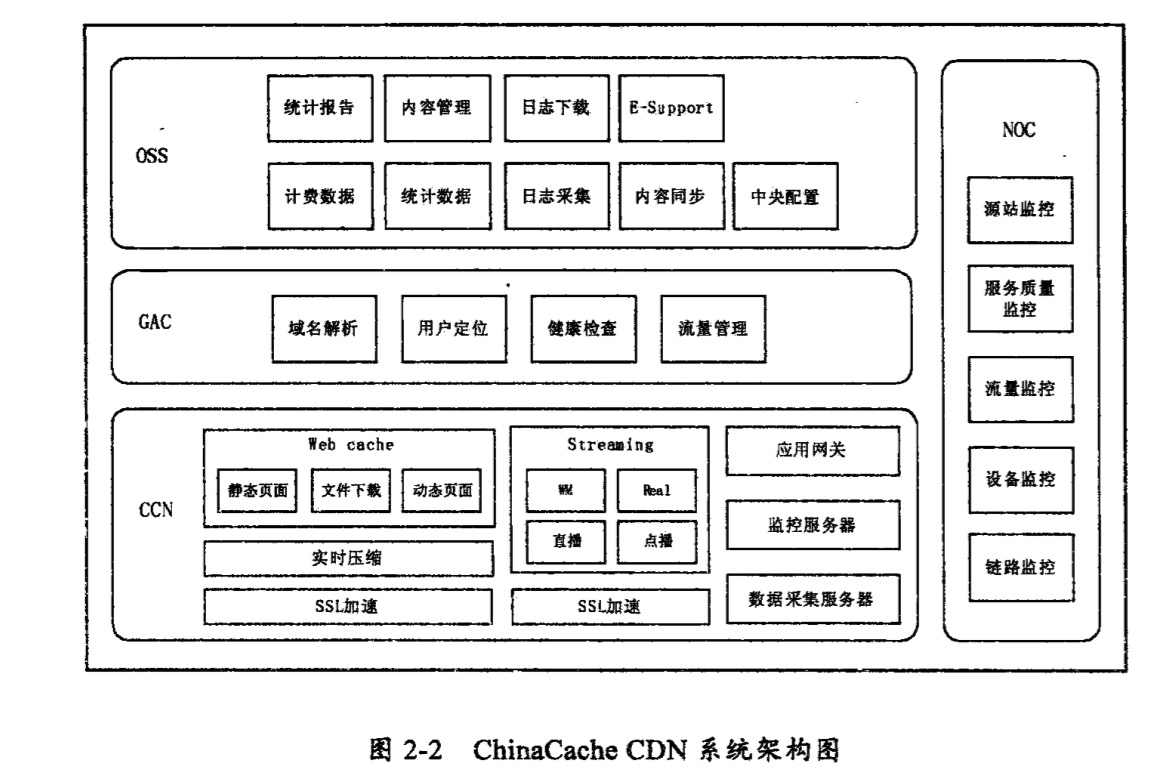 OSS
统计报告 内容管理 日志下载 E-Support
计费数据 统计数据 日志采集 内容同步 中央配置
GAC
域名解析 用户定位 健康检查 流量管理
CCN
Web cache
静态页面 文件下载 动态页面
实时压缩
SSL加速
Streaming
WM Real
直播 点播
SSL加速
应用网关
监控服务器
数据采集服务器
NOC
源站监控
服务质量
监控
流量监控
设备监控
链路监控
图 2-2 ChinaCache CDN 系统架构图